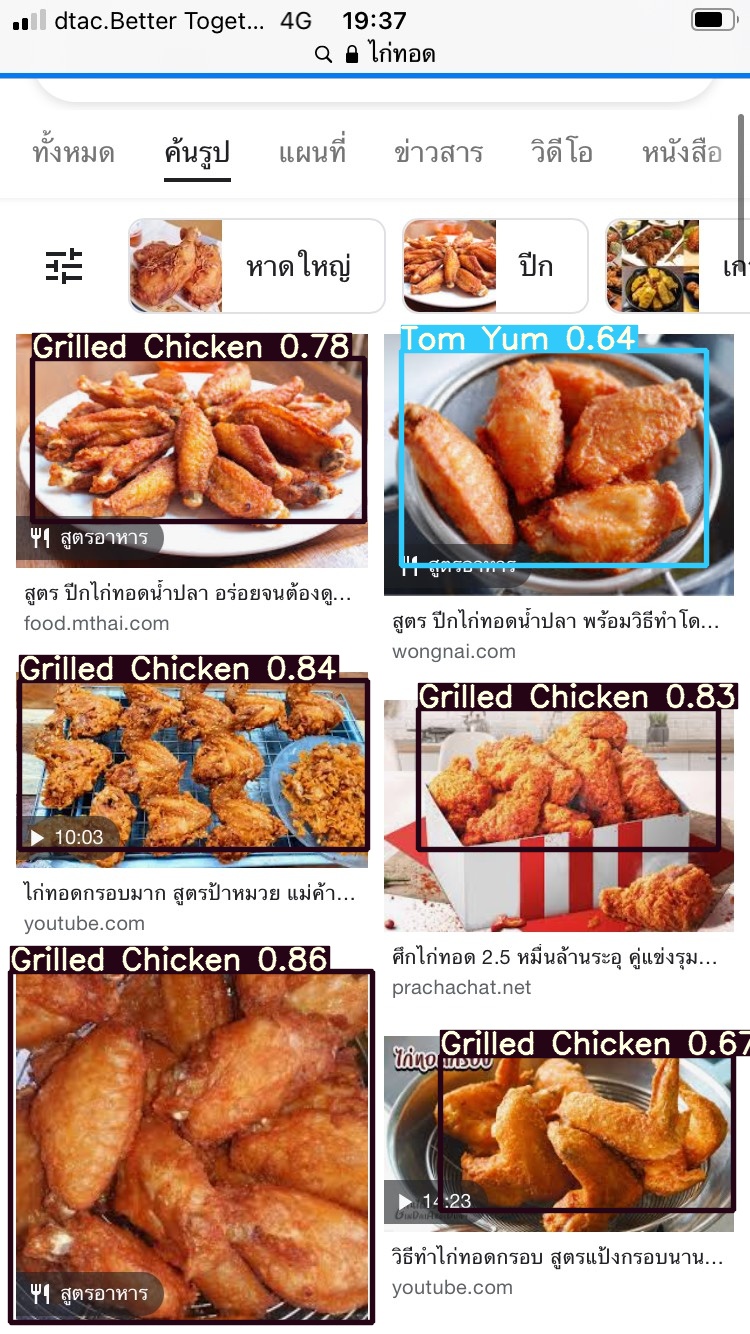 dtac.Better Toget... 4G 19:37
ไก่ทอด
ทั้งหมด ค้นรูป แผนที่ ข่าวสาร วิดีโอ หนังสือ
หาดใหญ่ ปีก
Grilled Chicken 0.78
สูตรอาหาร
สูตร ปีกไก่ทอดน้ำปลา อร่อยจนต้องดู...
food.mthai.com
Tom Yum 0.64
สูตรอาหาร
สูตร ปีกไก่ทอดน้ำปลา พร้อมวิธีทำโด...
wongnai.com
Grilled Chicken 0.84
10:03
ไก่ทอดกรอบมาก สูตรป้าหมวย แม่ค้า...
youtube.com
Grilled Chicken 0.83
ศึกไก่ทอด 2.5 หมื่นล้านระอุ คู่แข่งรุม...
prachachat.net
Grilled Chicken 0.86
สูตรอาหาร
Grilled Chicken 0.67
14:23
วิธีทำไก่ทอดกรอบ สูตรแป้งกรอบนาน...
youtube.com